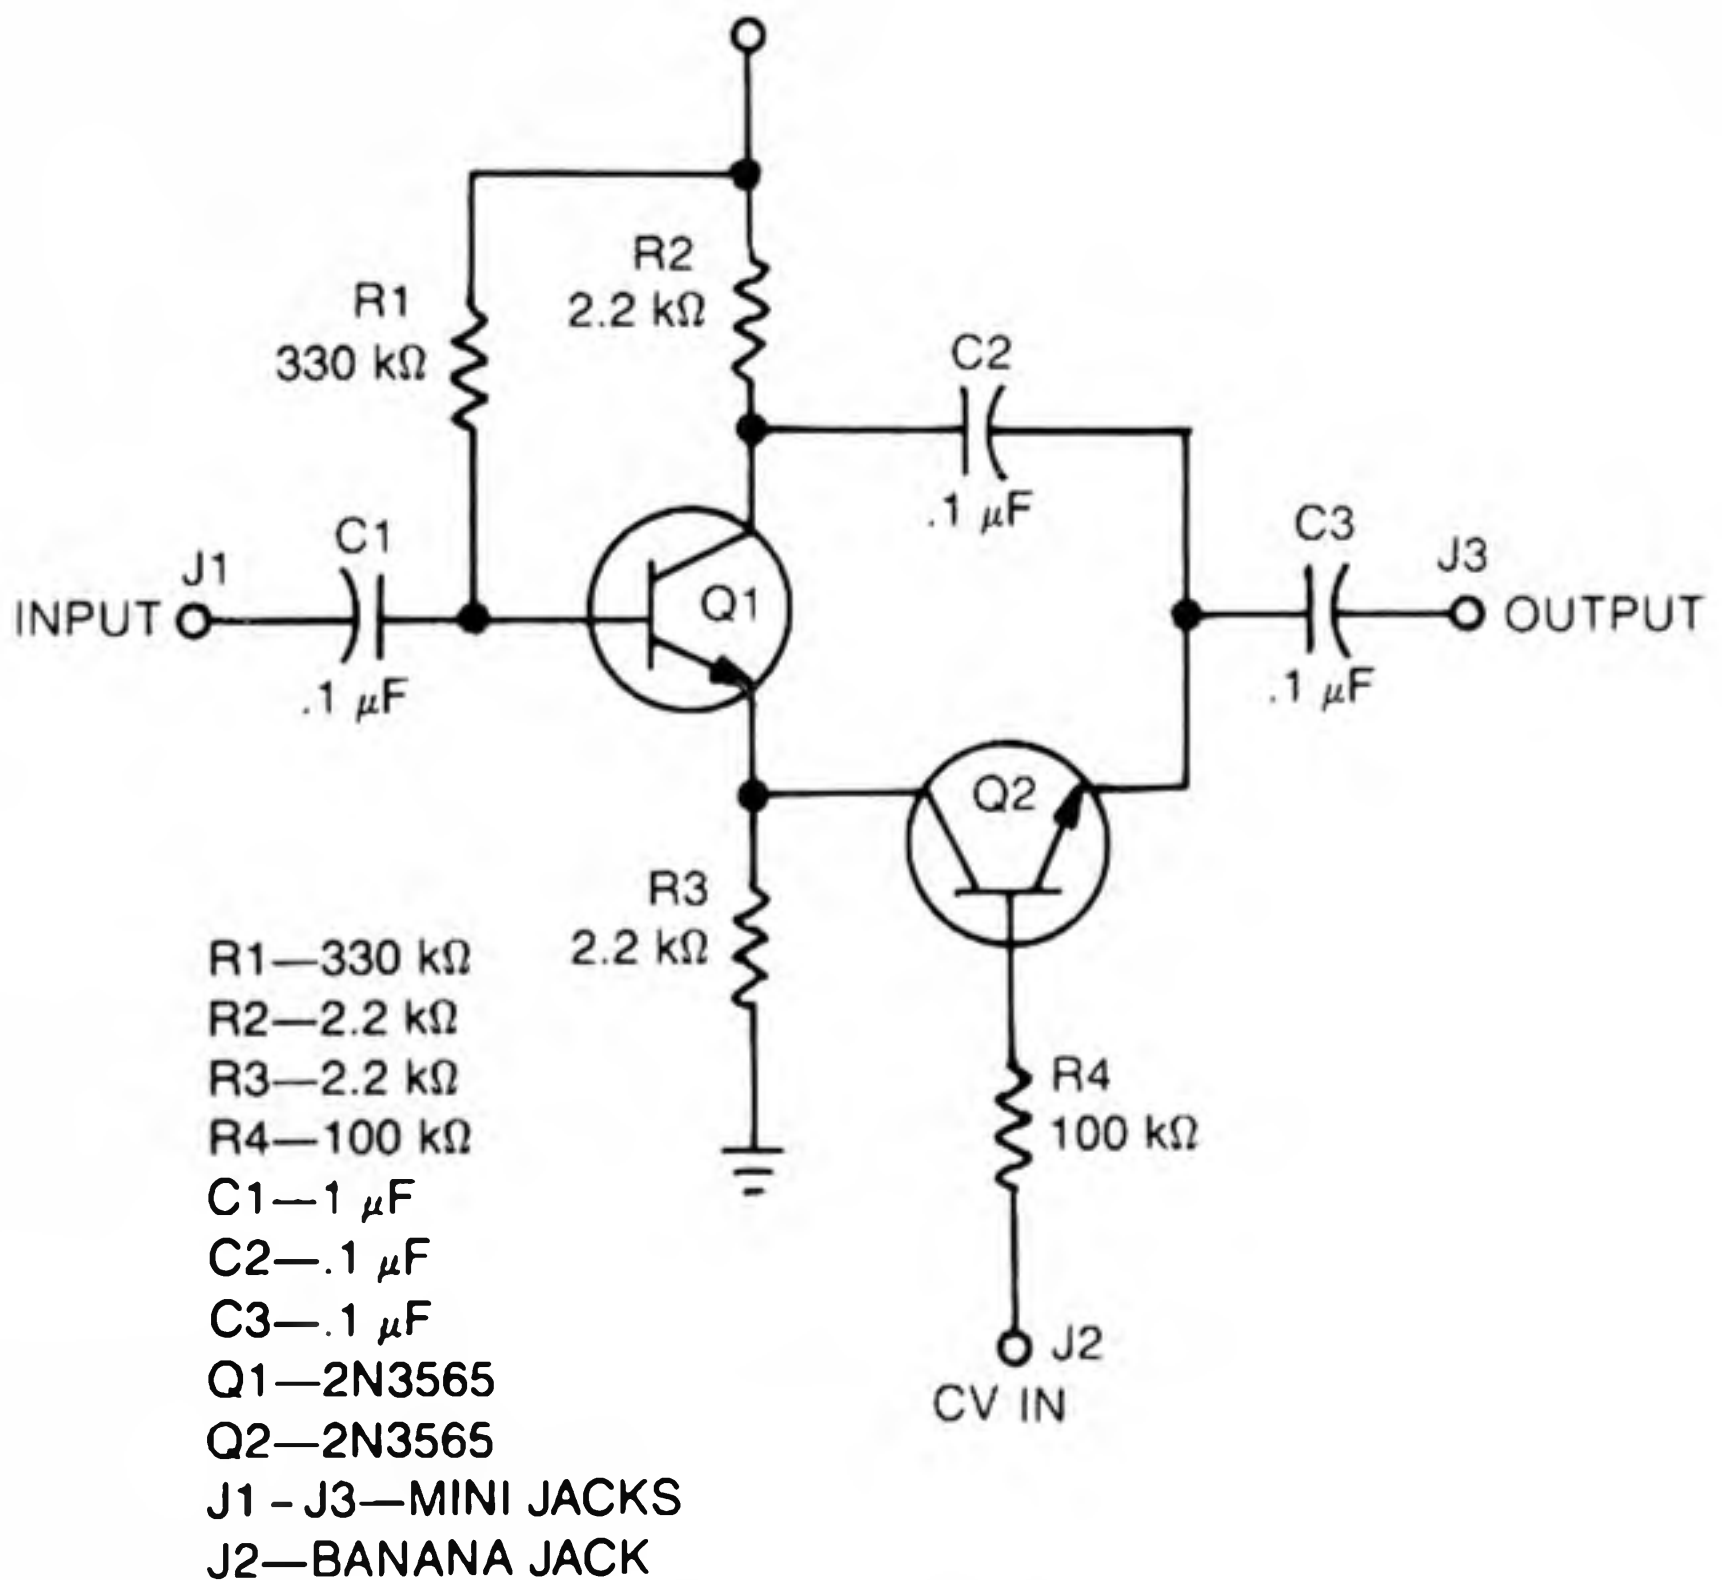 R2
2.2 kΩ
R1
330 kΩ
C2
.1 μF
C1
.1 μF
J1
INPUT
Q1
C3
.1 μF
J3
OUTPUT
Q2
R3
2.2 kΩ
R4
100 kΩ
J2
CV IN
R1—330 kΩ
R2—2.2 kΩ
R3—2.2 kΩ
R4—100 kΩ
C1—1 μF
C2—.1 μF
C3—.1 μF
Q1—2N3565
Q2—2N3565
J1-J3—MINI JACKS
J2—BANANA JACK